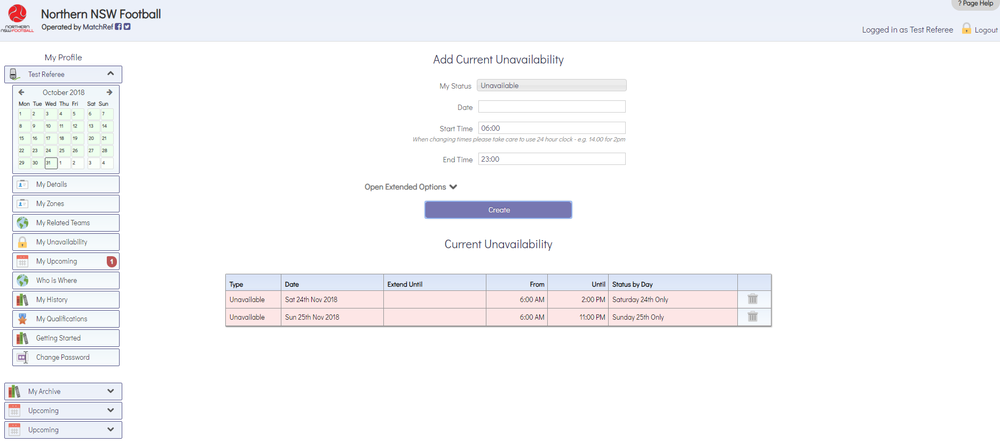 Northern NSW Football
Operated by MatchRef
NORTHERN
NSWFOOTBALL
? Page Help
Logged in as Test Referee
Logout
My Profile
Test Referee
October 2018
Mon Tue Wed Thu Fri Sat Sun
1 2 3 4 5 6 7
8 9 10 11 12 13 14
15 16 17 18 19 20 21
22 23 24 25 26 27 28
29 30 31 1 2 3 4
My Details
My Zones
My Related Teams
My Unavailability
My Upcoming 1
Who is Where
My History
My Qualifications
Getting Started
Change Password
My Archive
Upcoming
Upcoming
Add Current Unavailability
My Status Unavailable
Date
Start Time 06:00
When changing times please take care to use 24 hour clock - e.g. 14.00 for 2pm
End Time 23:00
Open Extended Options
Create
Current Unavailability
Type Date Extend Until From Until Status by Day
Unavailable Sat 24th Nov 2018 6:00 AM 2:00 PM Saturday 24th Only
Unavailable Sun 25th Nov 2018 6:00 AM 11:00 PM Sunday 25th Only